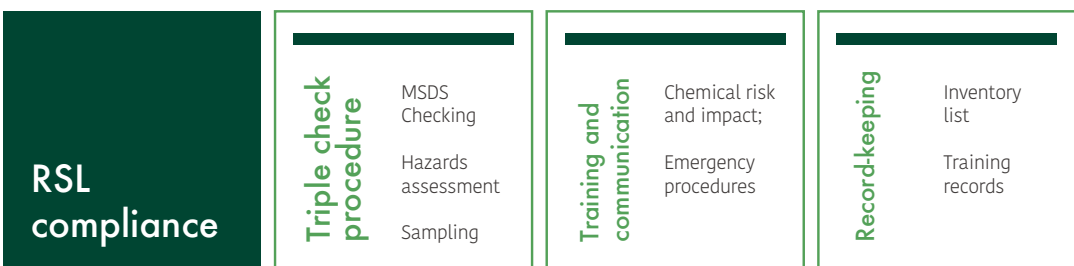 RSL
compliance
Triple check
procedure
MSDS
Checking
Hazards
assessment
Sampling
Training and
communication
Chemical risk
and impact;
Emergency
procedures
Record-keeping
Inventory
list
Training
records